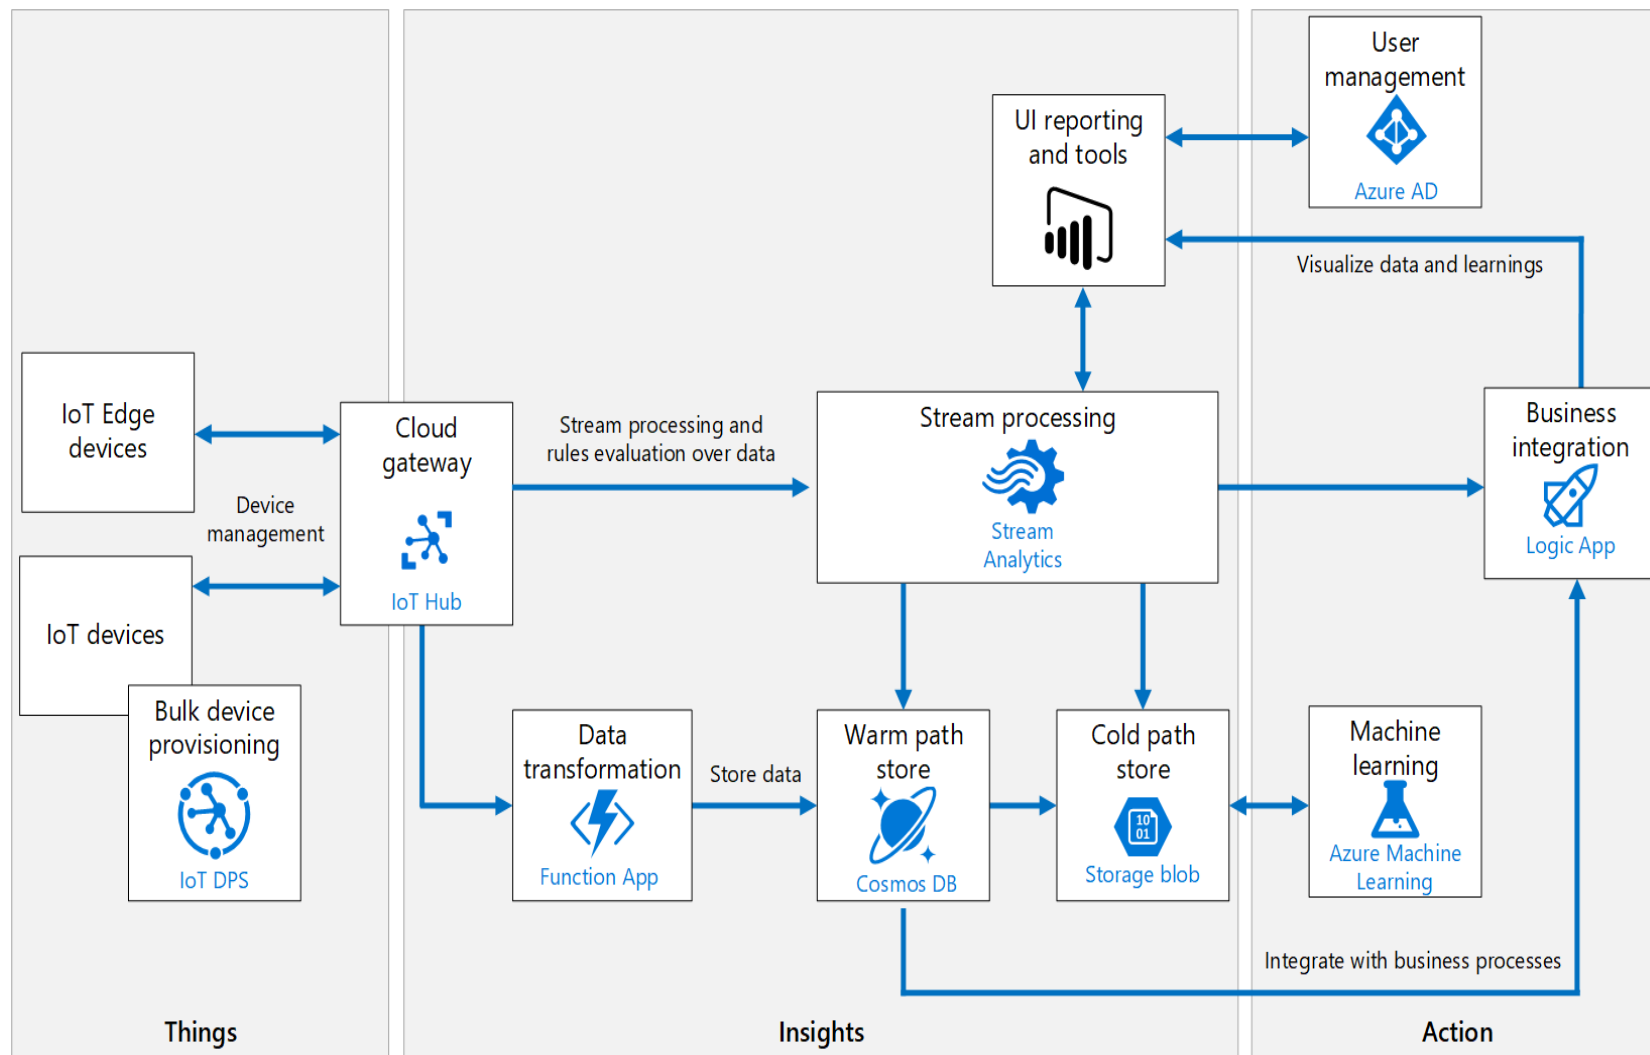 User
management
Azure AD
UI reporting
and tools
Visualize data and learnings
IoT Edge
devices
Cloud
gateway
IoT Hub
Stream processing and
rules evaluation over data
Stream processing
Stream
Analytics
Business
integration
Logic App
Device
management
IoT devices
Bulk device
provisioning
IoT DPS
Data
transformation
Function App
Store data
Warm path
store
Cosmos DB
Cold path
store
10
01
Storage blob
Machine
learning
Azure Machine
Learning
Integrate with business processes
Things
Insights
Action